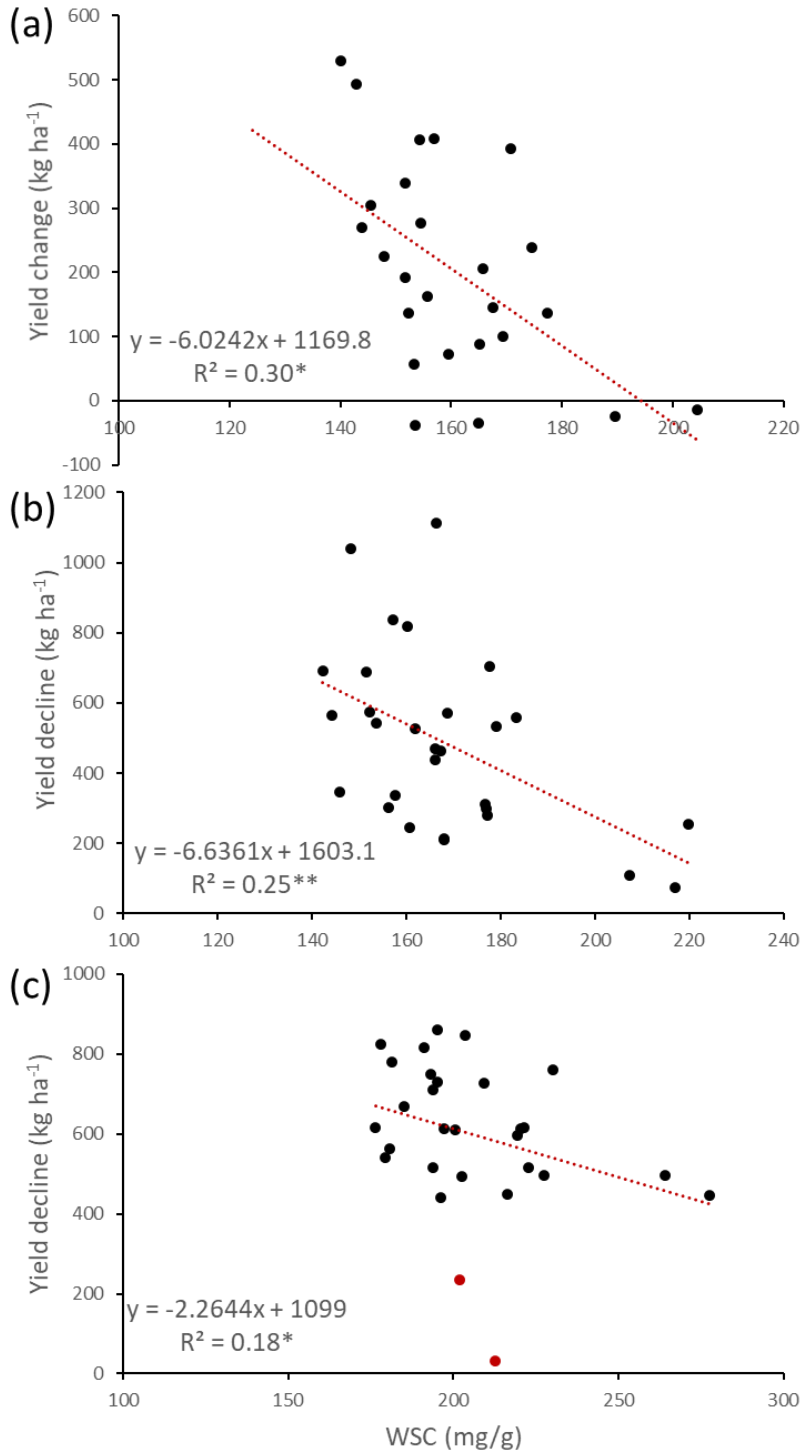 (a)
600
500
400
300
200
100
0
-100
Yield change (kg ha⁻¹)
y = -6.0242x + 1169.8
R² = 0.30*
100 120 140 160 180 200 220
(b)
1200
1000
800
600
400
200
0
Yield decline (kg ha⁻¹)
y = -6.6361x + 1603.1
R² = 0.25**
100 120 140 160 180 200 220 240
(c)
1000
800
600
400
200
0
Yield decline (kg ha⁻¹)
y = -2.2644x + 1099
R² = 0.18*
100 150 200 250 300
WSC (mg/g)